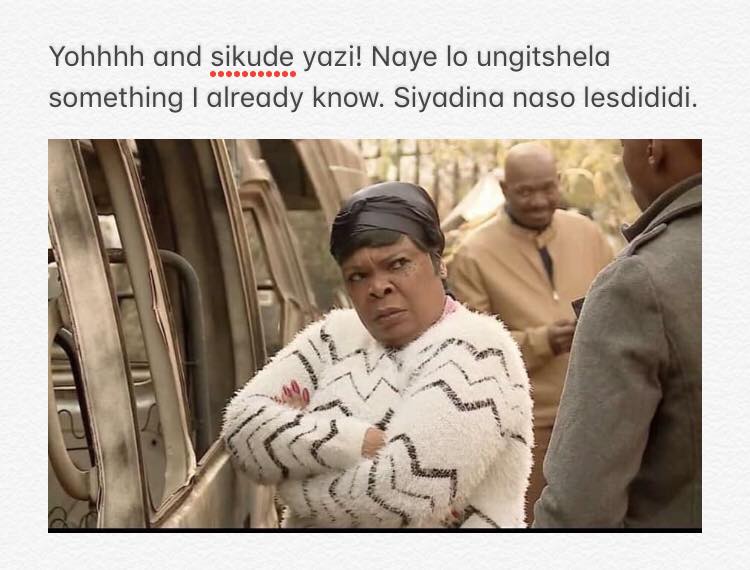 Yohhhh and sikude yazi! Naye lo ungitshela
something I already know. Siyadina naso lesdididi.